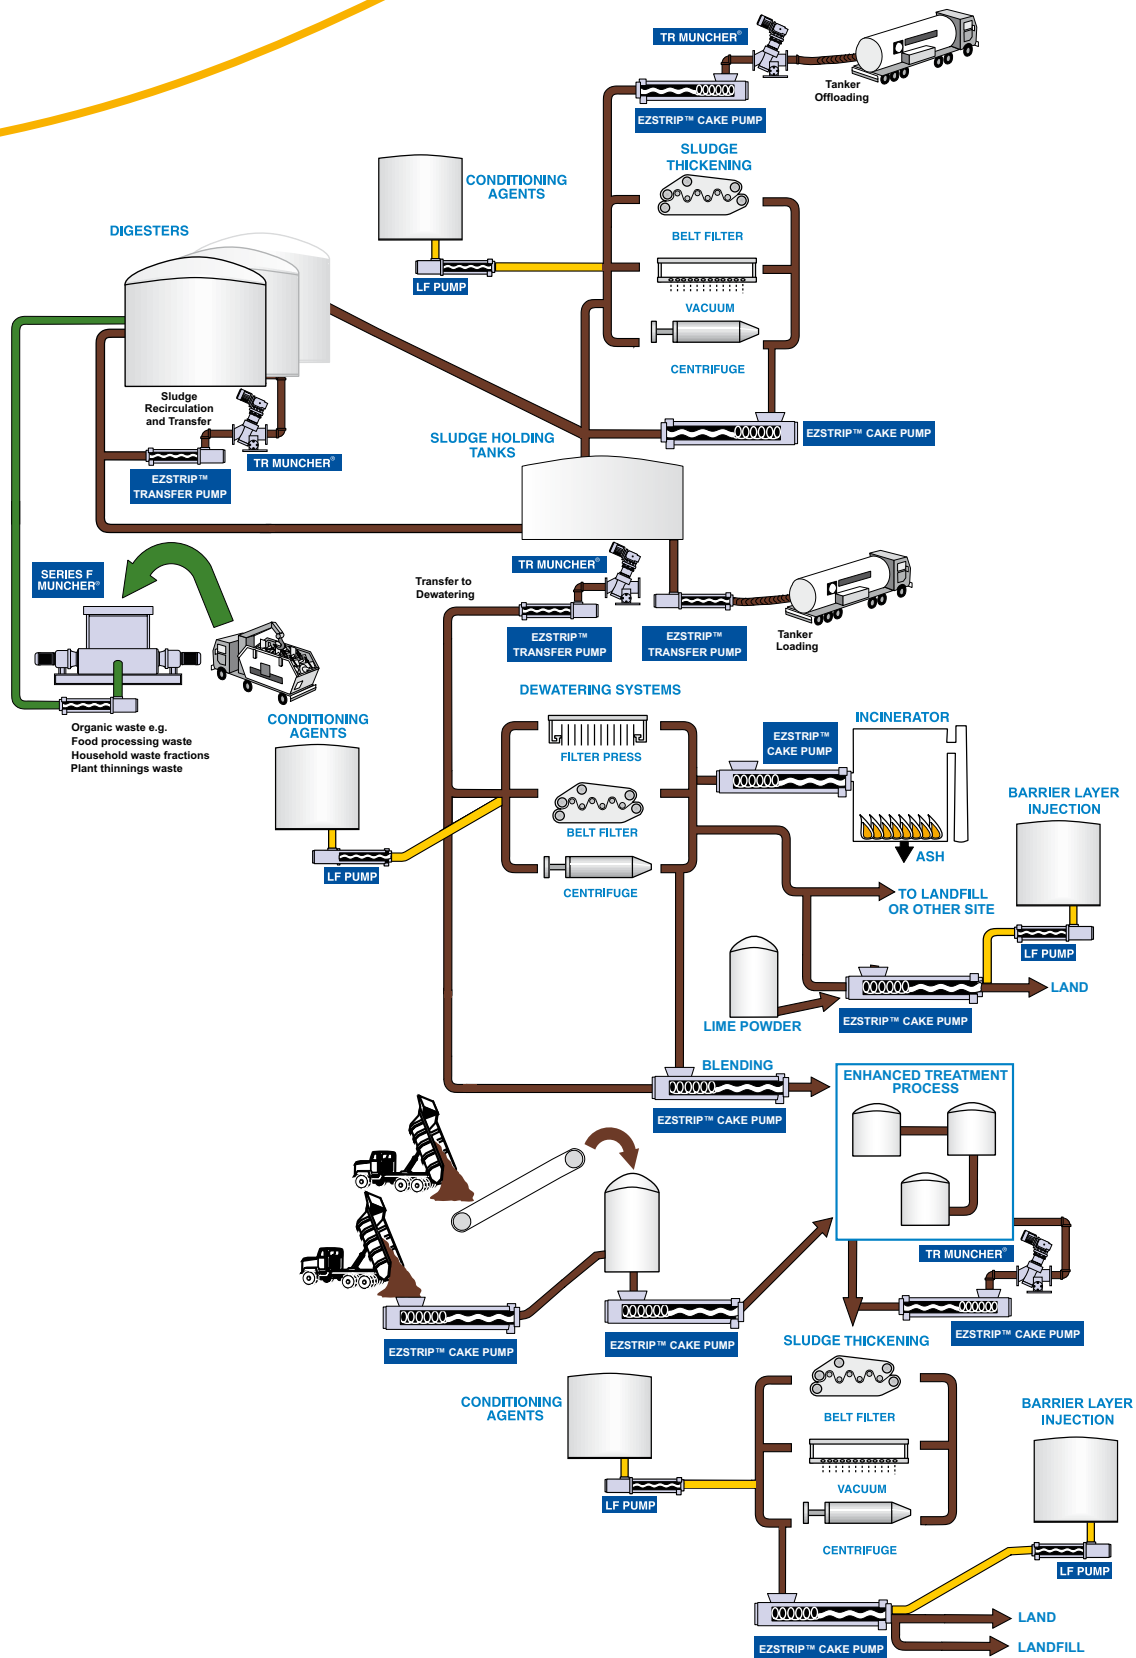 TR MUNCHER®
Tanker
Offloading
EZSTRIP™ CAKE PUMP
SLUDGE
THICKENING
CONDITIONING
AGENTS
BELT FILTER
DIGESTERS
LF PUMP
VACUUM
CENTRIFUGE
Sludge
Recirculation
and Transfer
SLUDGE HOLDING
TANKS
EZSTRIP™ CAKE PUMP
TR MUNCHER®
EZSTRIP™
TRANSFER PUMP
SERIES F
MUNCHER®
TR MUNCHER®
Transfer to
Dewatering
EZSTRIP™
TRANSFER PUMP
EZSTRIP™
TRANSFER PUMP
Tanker
Loading
DEWATERING SYSTEMS
Organic waste e.g.
Food processing waste
Household waste fractions
Plant thinnings waste
CONDITIONING
AGENTS
FILTER PRESS
EZSTRIP™
CAKE PUMP
INCINERATOR
BARRIER LAYER
INJECTION
BELT FILTER
ASH
LF PUMP
CENTRIFUGE
TO LANDFILL
OR OTHER SITE
LF PUMP
LAND
LIME POWDER
EZSTRIP™ CAKE PUMP
BLENDING
ENHANCED TREATMENT
PROCESS
EZSTRIP™ CAKE PUMP
TR MUNCHER®
EZSTRIP™ CAKE PUMP
EZSTRIP™ CAKE PUMP
EZSTRIP™ CAKE PUMP
SLUDGE THICKENING
CONDITIONING
AGENTS
BELT FILTER
BARRIER LAYER
INJECTION
VACUUM
LF PUMP
CENTRIFUGE
LF PUMP
LAND
EZSTRIP™ CAKE PUMP
LANDFILL